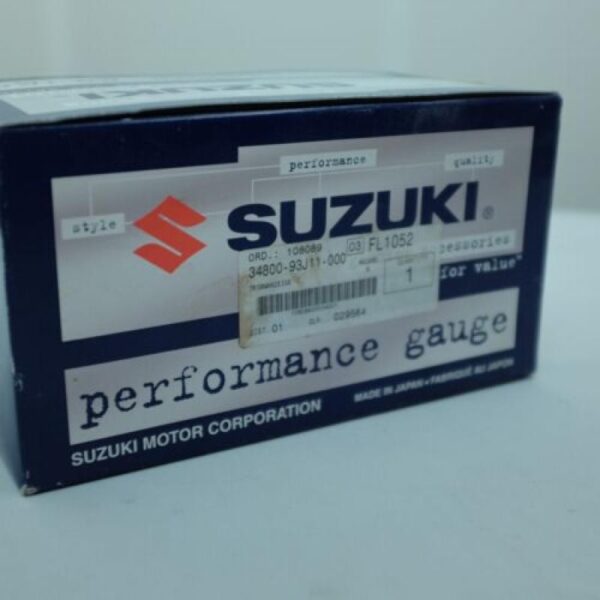 SUZUKI
performance
quality
style
SUZUKI®
ORD.: 108089 03 FL1052
34800-93J11-000
1
029564
01
for value"
performance gauge
SUZUKI MOTOR CORPORATION
MADE IN JAPAN • FABRIQUÉ AU JAPON